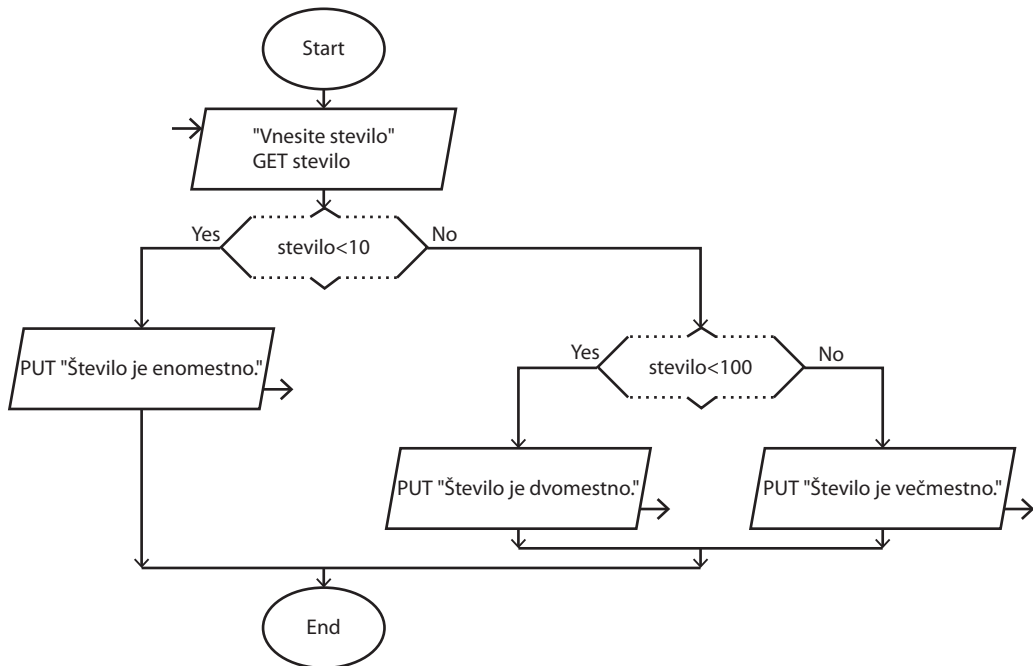 Start
"Vnesite stevilo"
GET stevilo
Yes
No
stevilo<10
PUT "Število je enomestno."
Yes
No
stevilo<100
PUT "Število je dvomestno."
PUT "Število je večmestno."
End